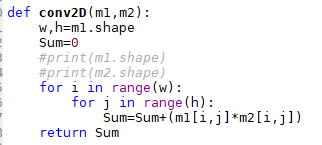 def conv2D(m1,m2):
    w,h=m1.shape
    Sum=0
    #print(m1.shape)
    #print(m2.shape)
    for i in range(w):
        for j in range(h):
            Sum=Sum+(m1[i,j]*m2[i,j])
    return Sum